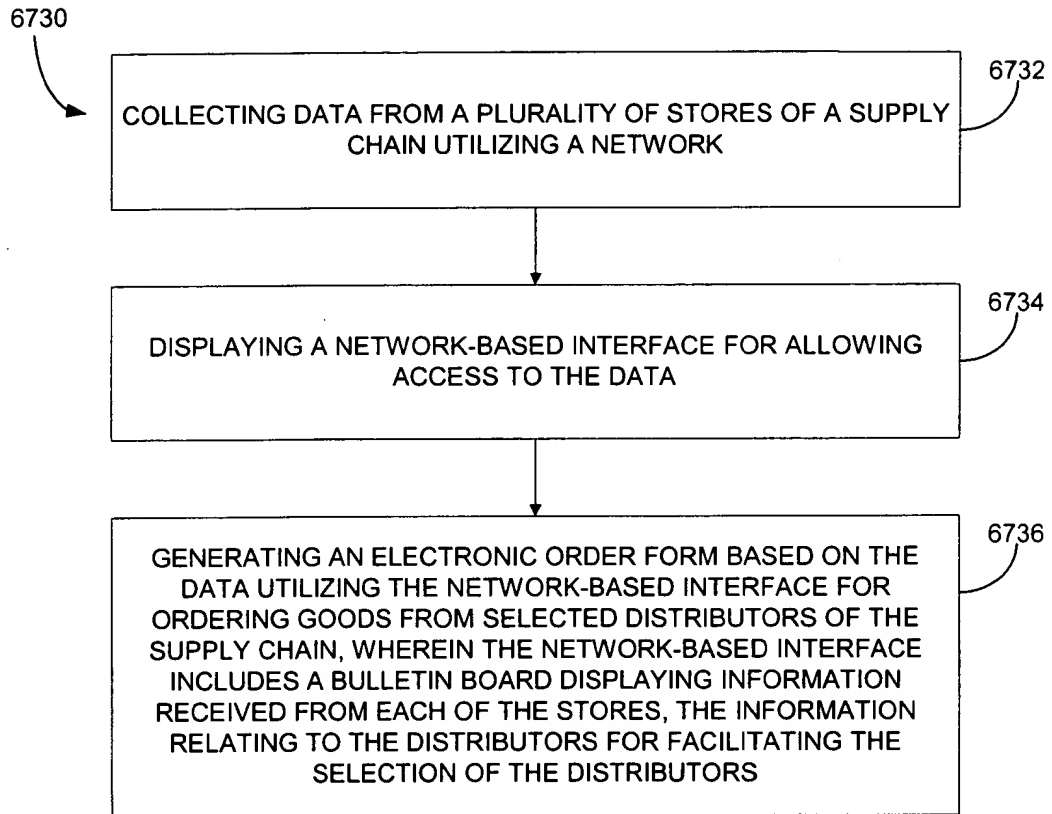 6730
6732
COLLECTING DATA FROM A PLURALITY OF STORES OF A SUPPLY
CHAIN UTILIZING A NETWORK
6734
DISPLAYING A NETWORK-BASED INTERFACE FOR ALLOWING
ACCESS TO THE DATA
6736
GENERATING AN ELECTRONIC ORDER FORM BASED ON THE
DATA UTILIZING THE NETWORK-BASED INTERFACE FOR
ORDERING GOODS FROM SELECTED DISTRIBUTORS OF THE
SUPPLY CHAIN, WHEREIN THE NETWORK-BASED INTERFACE
INCLUDES A BULLETIN BOARD DISPLAYING INFORMATION
RECEIVED FROM EACH OF THE STORES, THE INFORMATION
RELATING TO THE DISTRIBUTORS FOR FACILITATING THE
SELECTION OF THE DISTRIBUTORS